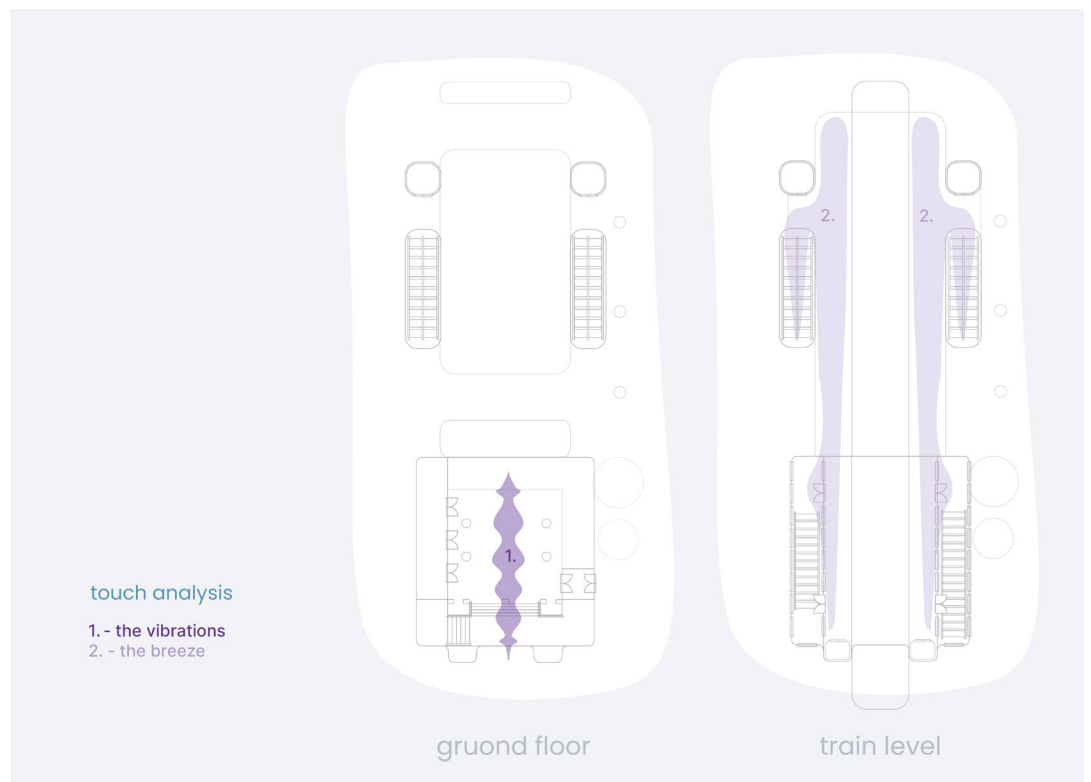 2.
2.
1.
touch analysis
1. - the vibrations
2. - the breeze
gruond floor
train level